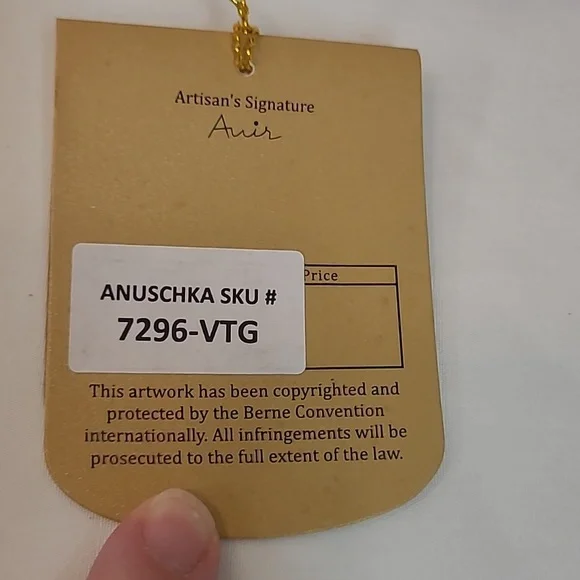 Artisan's Signature
Anir
ANUSCHKA SKU #
7296-VTG
Price
This artwork has been copyrighted and
protected by the Berne Convention
internationally. All infringements will be
prosecuted to the full extent of the law.